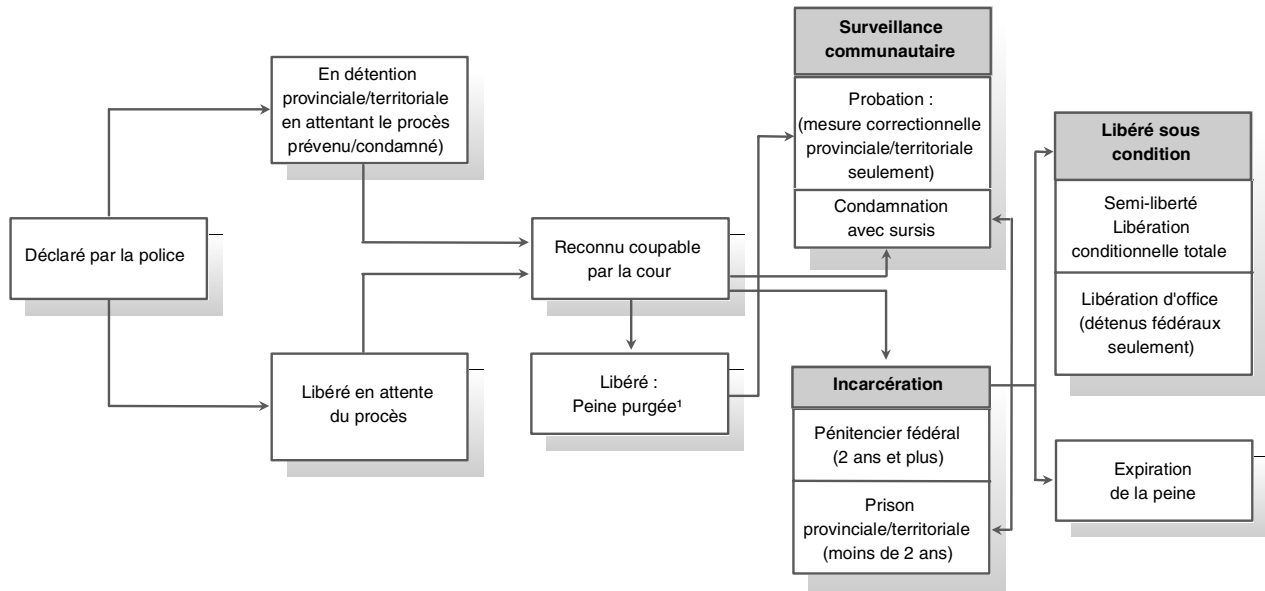 Déclaré par la police
En détention
provinciale/territoriale
en attentant le procès
prévenu/condamné)
Libéré en attente
du procès
Reconnu coupable
par la cour
Libéré :
Peine purgée¹
Surveillance
communautaire
Probation :
(mesure correctionnelle
provinciale/territoriale
seulement)
Condamnation
avec sursis
Incarcération
Pénitencier fédéral
(2 ans et plus)
Prison
provinciale/territoriale
(moins de 2 ans)
Libéré sous
condition
Semi-liberté
Libération
conditionnelle totale
Libération d'office
(détenus fédéraux
seulement)
Expiration
de la peine